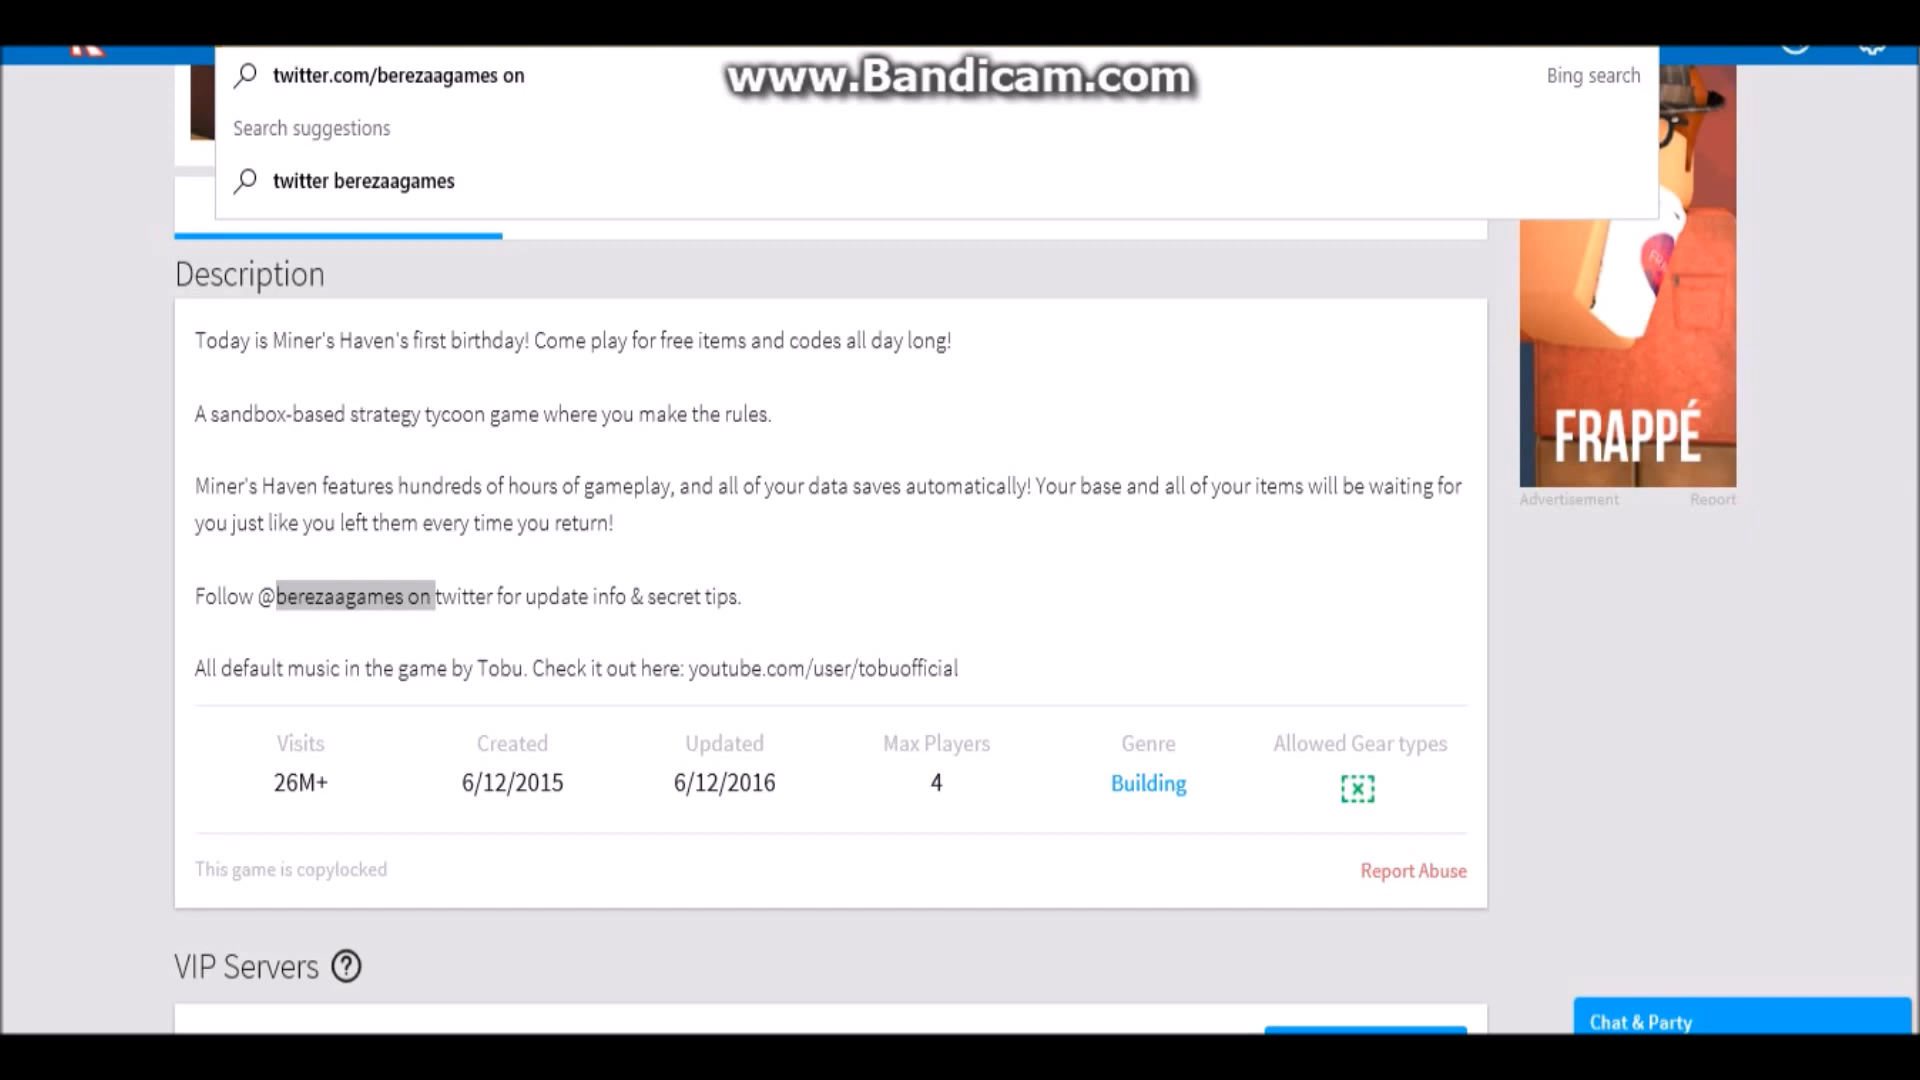 twitter.com/berezaagames on
www.Bandicam.com
Bing search
Search suggestions
twitter berezaagames
Description
Today is Miner's Haven's first birthday! Come play for free items and codes all day long!
A sandbox-based strategy tycoon game where you make the rules.
Miner's Haven features hundreds of hours of gameplay, and all of your data saves automatically! Your base and all of your items will be waiting for
you just like you left them every time you return!
Follow @berezaagames on twitter for update info & secret tips.
All default music in the game by Tobu. Check it out here: youtube.com/user/tobuofficial
Visits Created Updated Max Players Genre Allowed Gear types
26M+ 6/12/2015 6/12/2016 4 Building
This game is copylocked
Report Abuse
FRAPPÉ
Advertisement Report
VIP Servers ?
Chat & Party